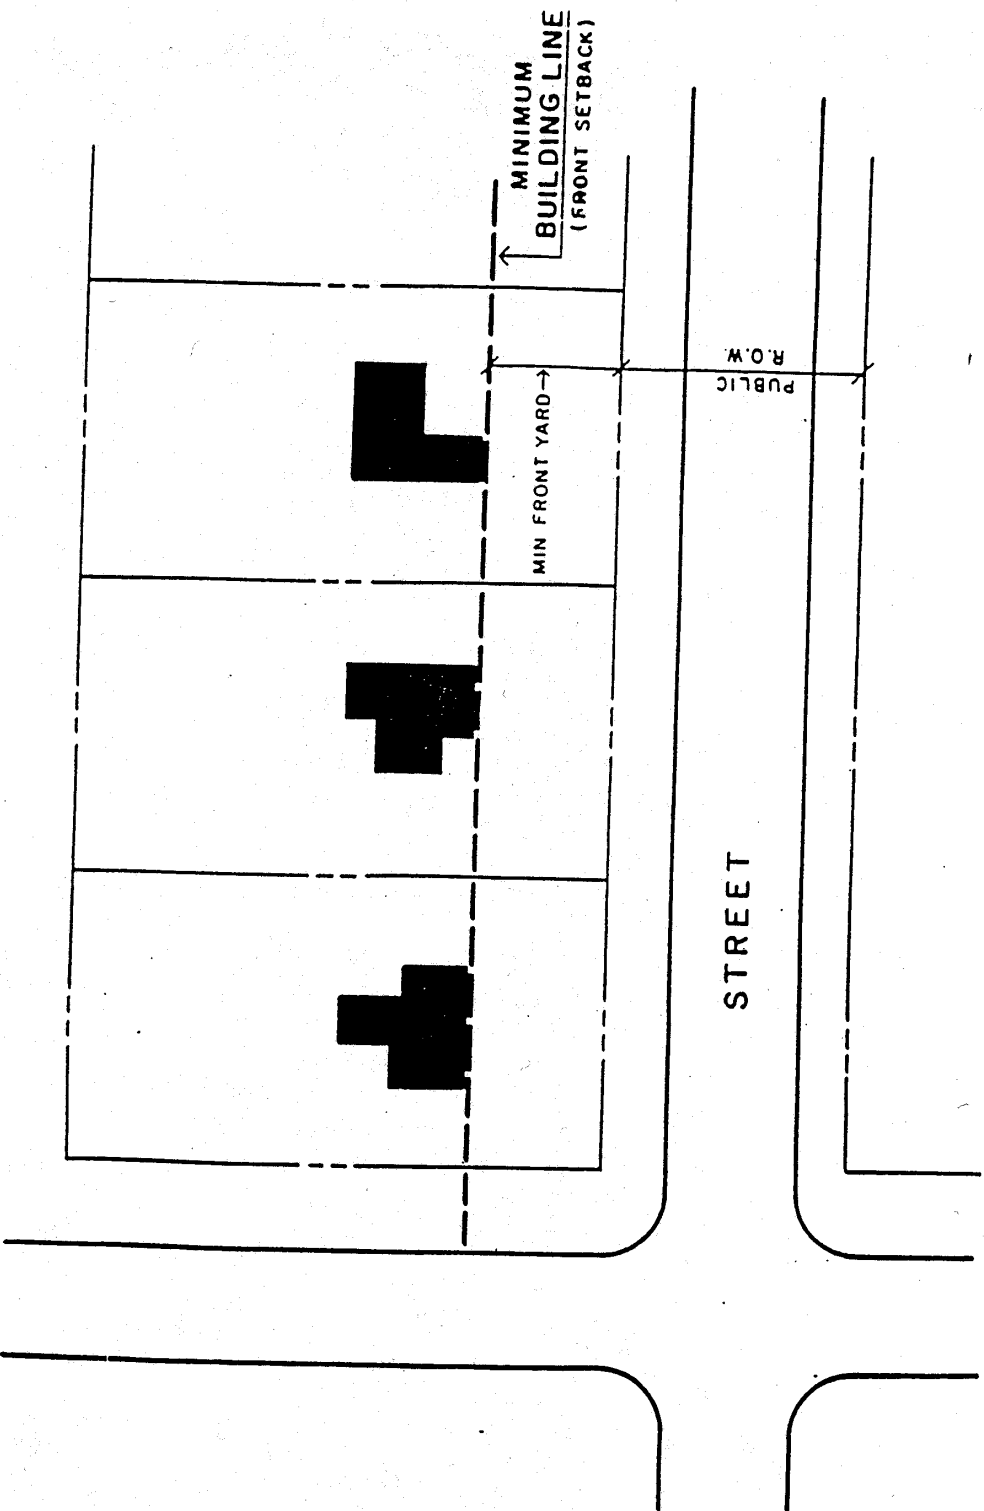 MINIMUM
BUILDING LINE
(FRONT SETBACK)
MIN FRONT YARD→
PUBLIC
R.O.W.
STREET